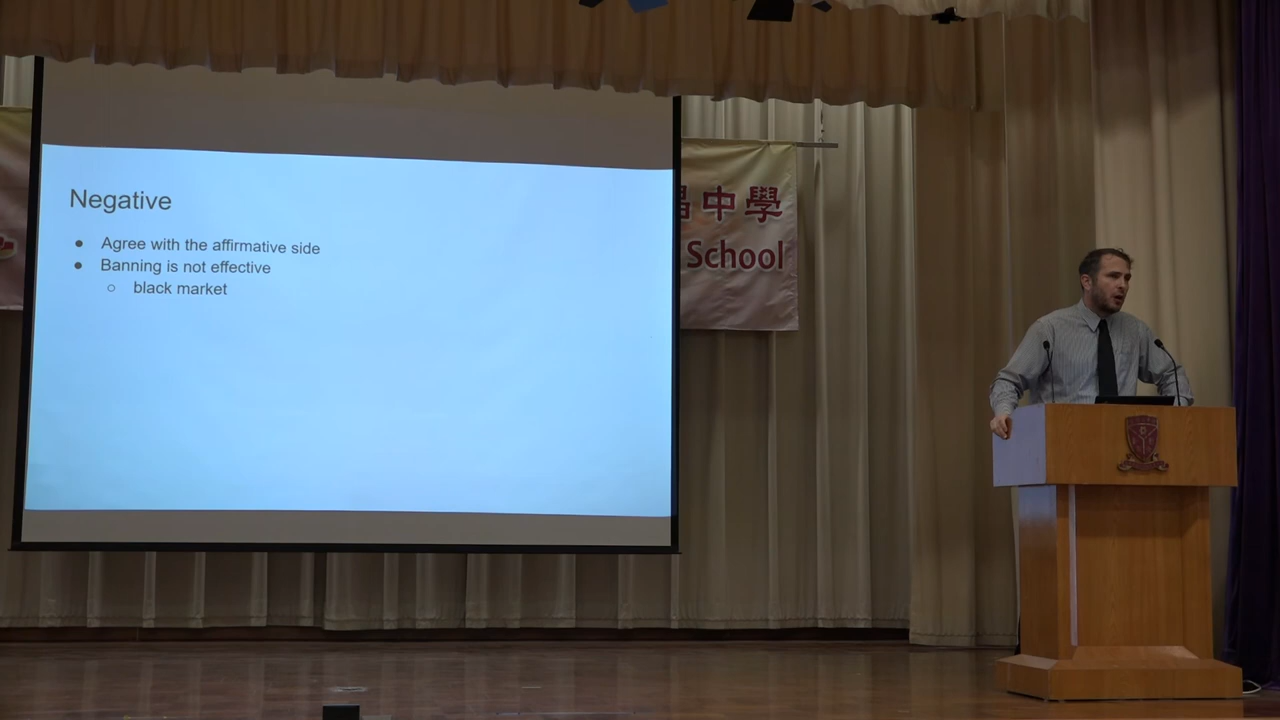 Negative
● Agree with the affirmative side
● Banning is not effective
○ black market
中學
School